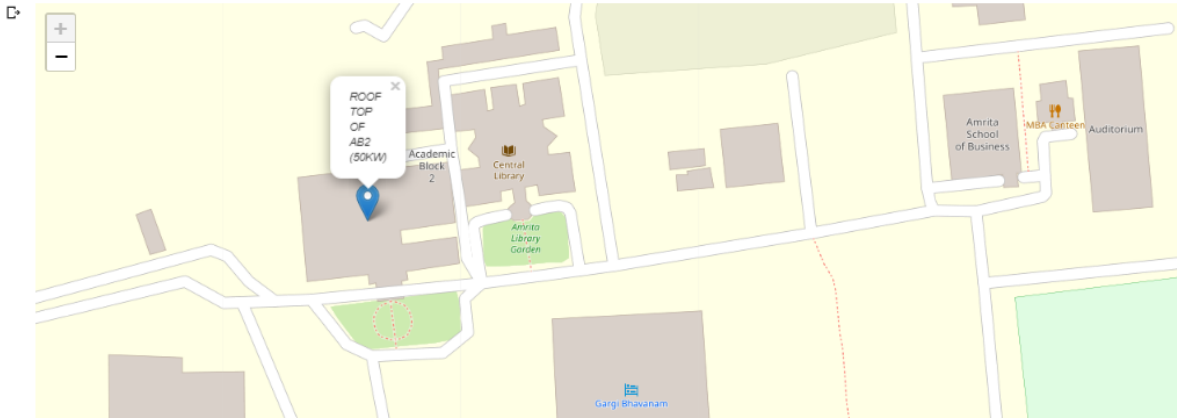 +
−
×
ROOF
TOP
OF
AB2
(50KW)
Academic
Block
2
Central
Library
Amrita
Library
Garden
Amrita
School
of Business
MBA Canteen
Auditorium
Gargi Bhavanam